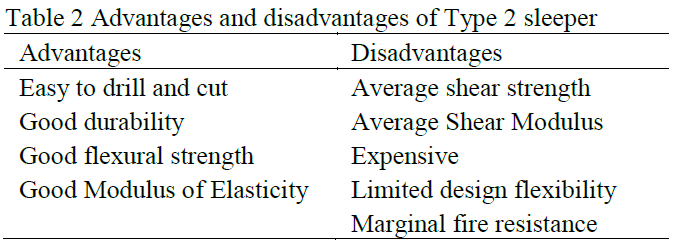 Table 2 Advantages and disadvantages of Type 2 sleeper
Advantages Disadvantages
Easy to drill and cut Average shear strength
Good durability Average Shear Modulus
Good flexural strength Expensive
Good Modulus of Elasticity Limited design flexibility
Marginal fire resistance